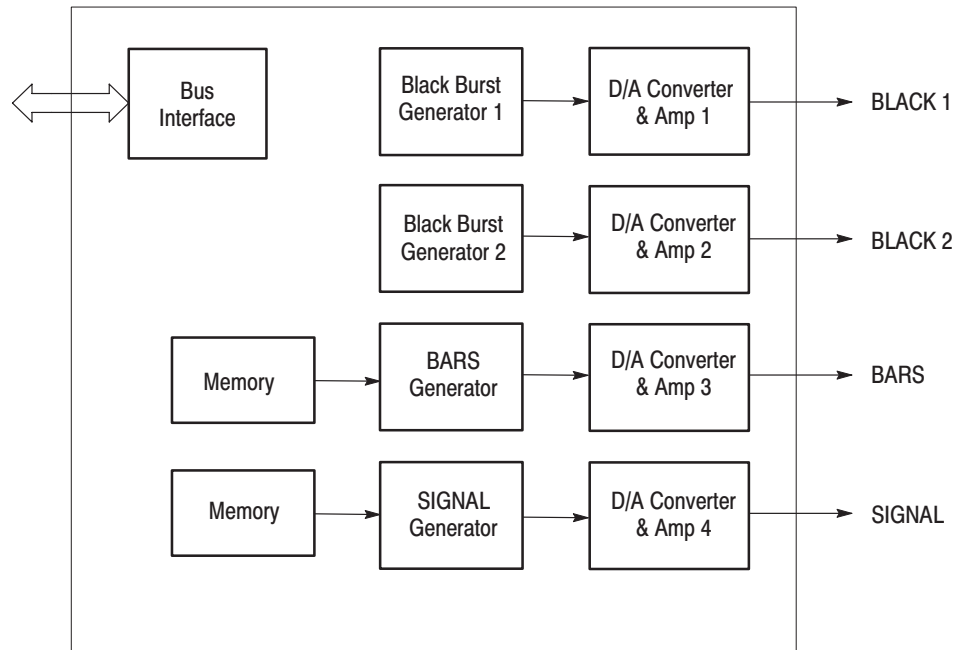 Bus
Interface
Black Burst
Generator 1
D/A Converter
& Amp 1
BLACK 1
Black Burst
Generator 2
D/A Converter
& Amp 2
BLACK 2
Memory
BARS
Generator
D/A Converter
& Amp 3
BARS
Memory
SIGNAL
Generator
D/A Converter
& Amp 4
SIGNAL